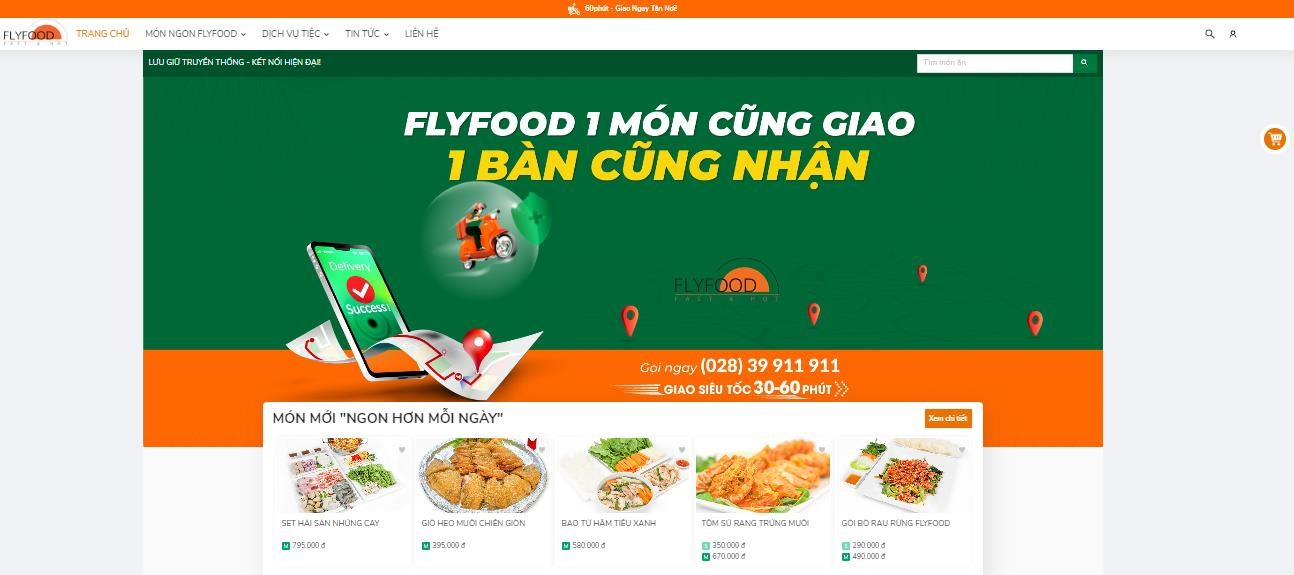 60phút - Giao Ngay Tận Nơi!
FLYFOOD
FAST & HOT
TRANG CHỦ
MÓN NGON FLYFOOD
DỊCH VỤ TIỆC
TIN TỨC
LIÊN HỆ
LƯU GIỮ TRUYỀN THỐNG - KẾT NỐI HIỆN ĐẠI!
Tìm món ăn
FLYFOOD 1 MÓN CŨNG GIAO
1 BÀN CŨNG NHẬN
Delivery
Success!
FLYFOOD
FAST & HOT
Gọi ngay (028) 39 911 911
GIAO SIÊU TỐC 30-60 PHÚT
MÓN MỚI "NGON HƠN MỖI NGÀY"
Xem chi tiết
SET HẢI SẢN NHÚNG CAY
M 795.000 đ
GIÒ HEO MUỐI CHIÊN GIÒN
M 395.000 đ
BAO TỬ HẦM TIÊU XANH
M 580.000 đ
TÔM SÚ RANG TRỨNG MUỐI
S 350.000 đ
M 670.000 đ
GỎI BÒ RAU RỪNG FLYFOOD
S 290.000 đ
M 490.000 đ